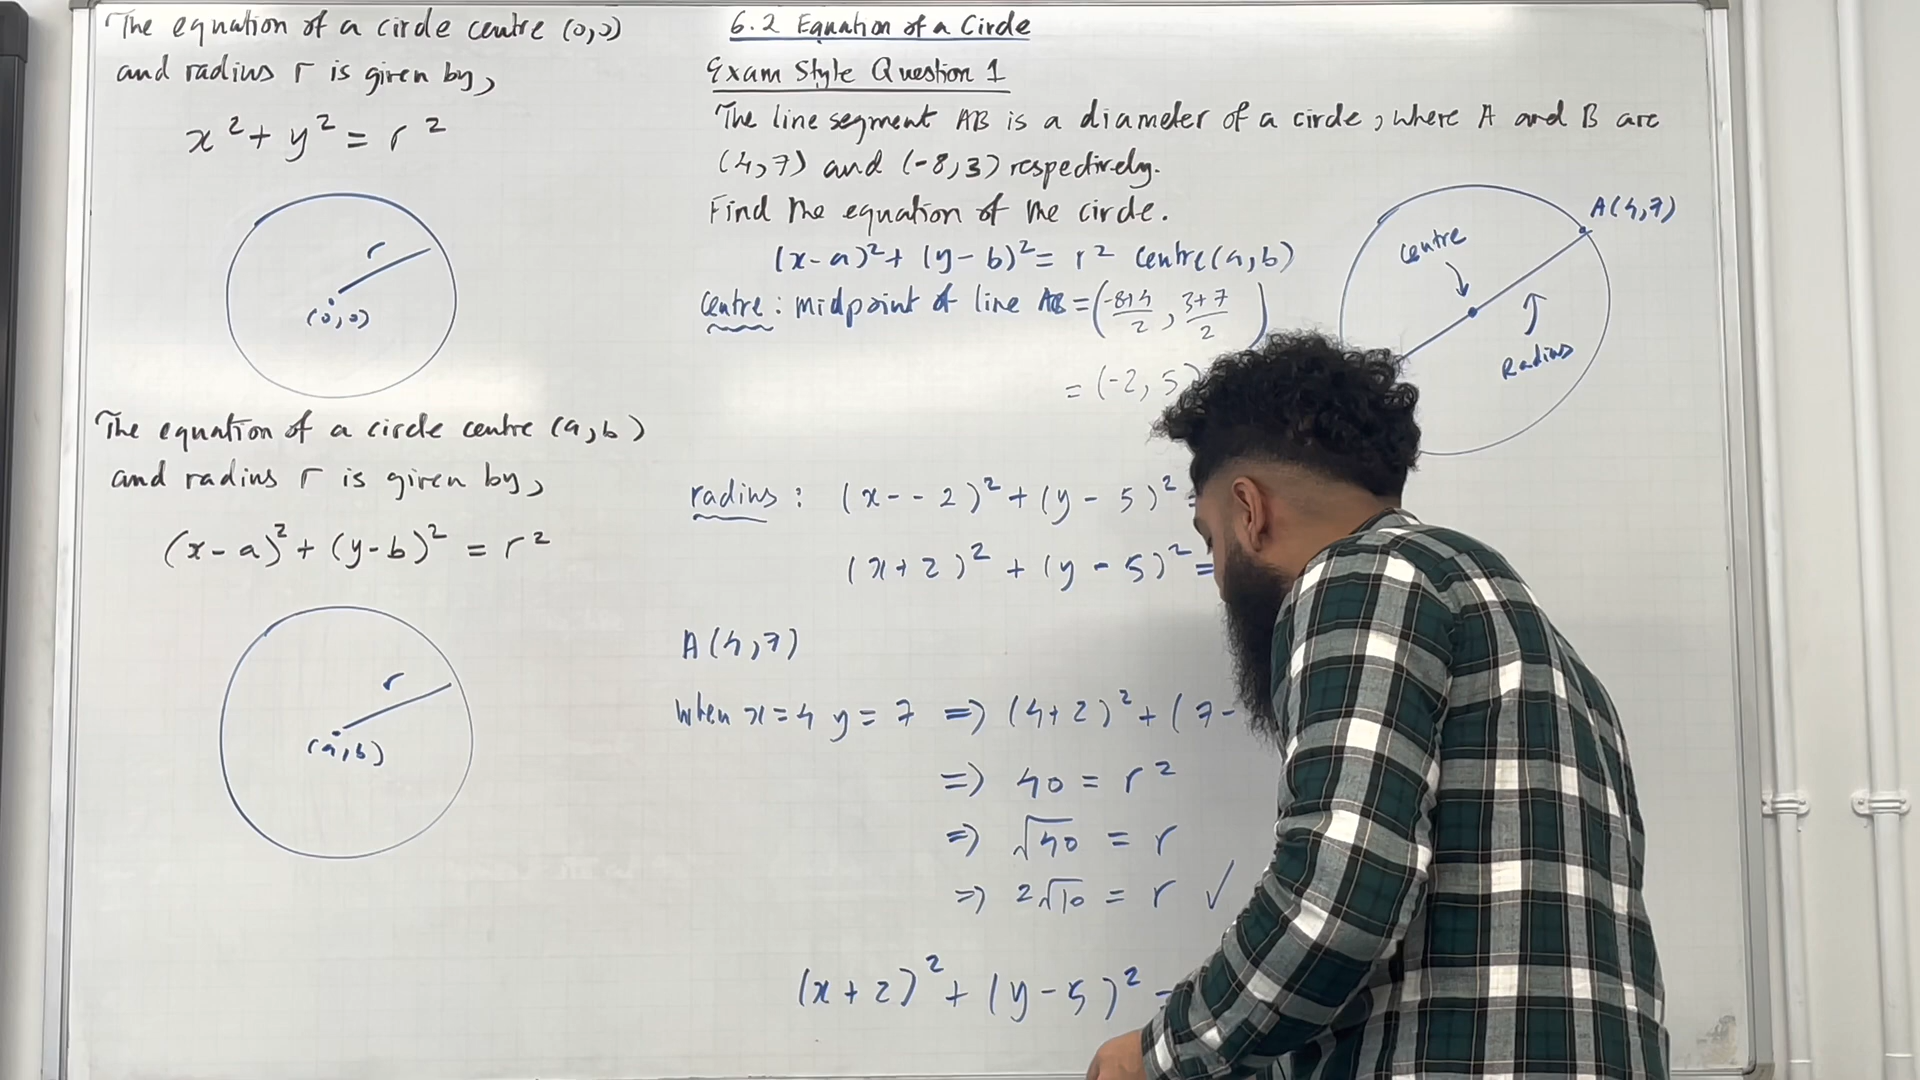 The equation of a circle centre (0,0)
and radius r is given by,
x² + y² = r²
r
(0,0)
The equation of a circle centre (a,b)
and radius r is given by,
(x-a)² + (y-b)² = r²
r
(a,b)
6.2 Equation of a Circle
Exam Style Question 1
The line segment AB is a diameter of a circle, where A and B are
(4,7) and (-8,3) respectively.
Find the equation of the circle.
(x-a)² + (y-b)² = r² centre(a,b)
Centre: midpoint of line AB = (-8+4/2, 3+7/2)
= (-2, 5)
radius: (x--2)² + (y-5)² =
(x+2)² + (y-5)² =
A(4,7)
When x=4 y=7 => (4+2)² + (7-
=> 40 = r²
=> √40 = r
=> 2√10 = r ✓
(x+2)² + (y-5)² =
A(4,7)
Centre
Radius